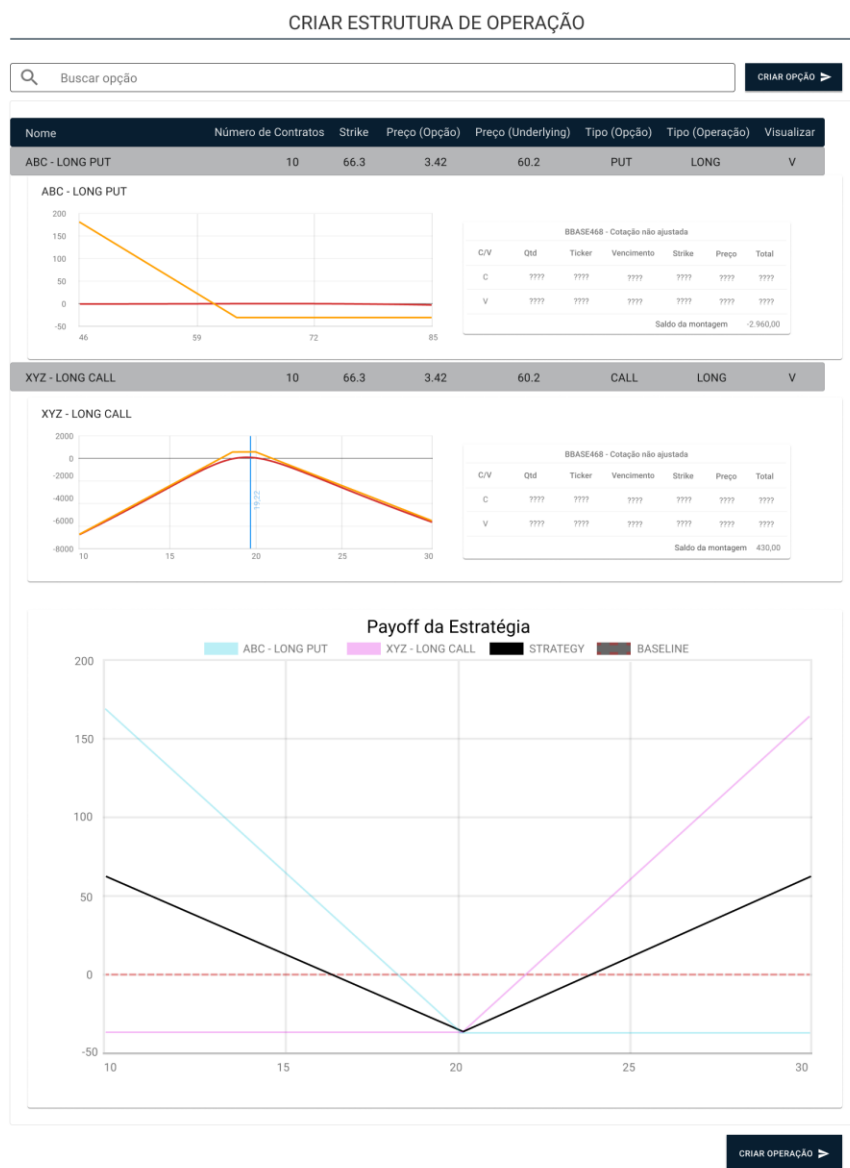 CRIAR ESTRUTURA DE OPERAÇÃO
Buscar opção
CRIAR OPÇÃO
Nome Número de Contratos Strike Preço (Opção) Preço (Underlying) Tipo (Opção) Tipo (Operação) Visualizar
ABC - LONG PUT 10 66.3 3.42 60.2 PUT LONG V
ABC - LONG PUT
200
150
100
50
0
-50
46 59 72 85
BBASE468 - Cotação não ajustada
C/V Qtd Ticker Vencimento Strike Preço Total
C ???? ???? ???? ???? ???? ????
V ???? ???? ???? ???? ???? ????
Saldo da montagem -2.960,00
XYZ - LONG CALL 10 66.3 3.42 60.2 CALL LONG V
XYZ - LONG CALL
2000
0
-2000
-4000
-6000
-8000
19,22
10 15 20 25 30
BBASE468 - Cotação não ajustada
C/V Qtd Ticker Vencimento Strike Preço Total
C ???? ???? ???? ???? ???? ????
V ???? ???? ???? ???? ???? ????
Saldo da montagem 430,00
Payoff da Estratégia
ABC - LONG PUT XYZ - LONG CALL STRATEGY BASELINE
200
150
100
50
0
-50
10 15 20 25 30
CRIAR OPERAÇÃO